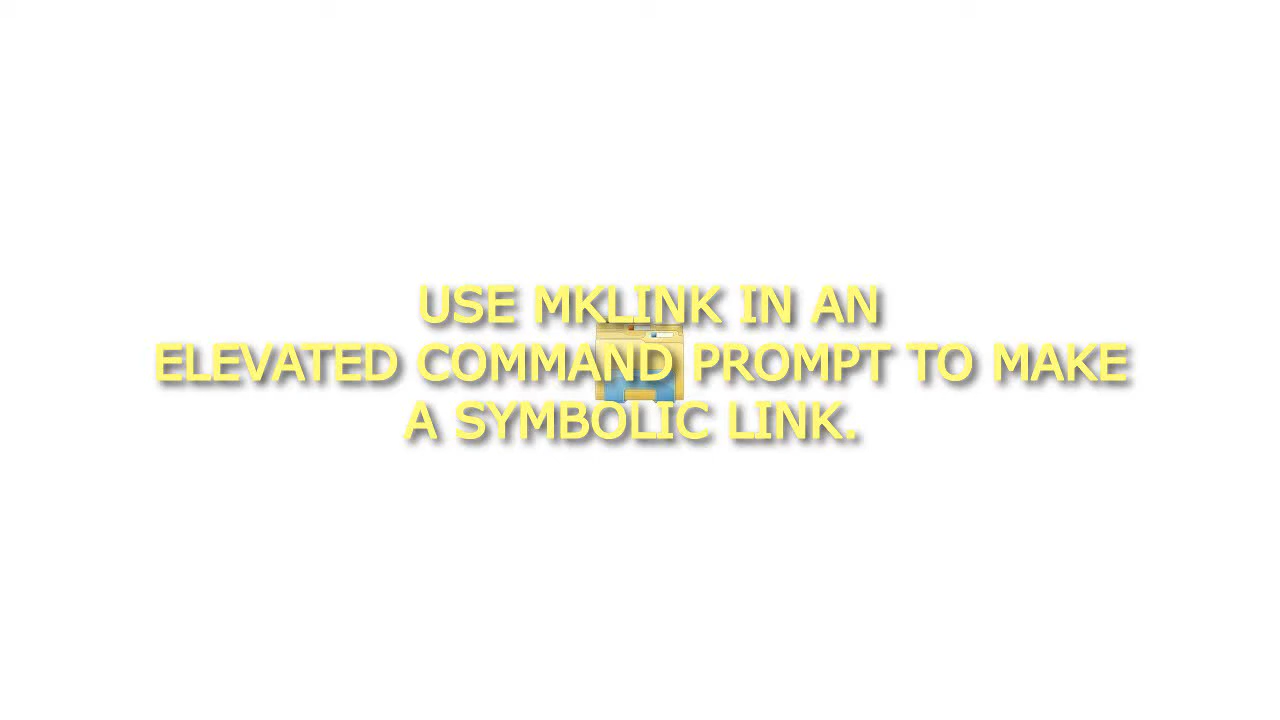 USE MKLINK IN AN
ELEVATED COMMAND PROMPT TO MAKE
A SYMBOLIC LINK.